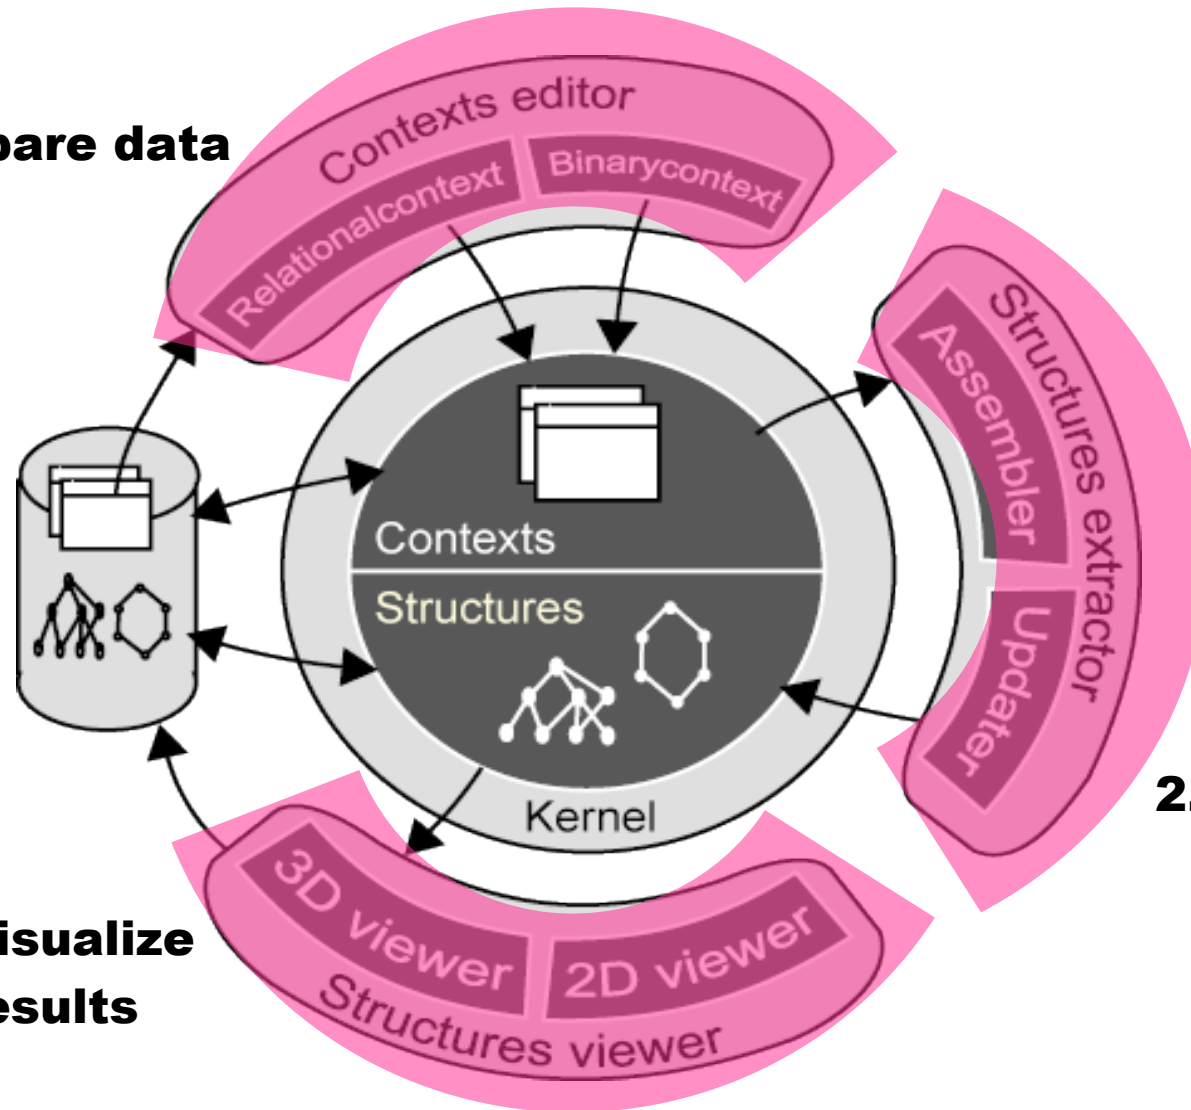 Contexts editor
pare data
Relationalcontext
Binarycontext
Structures extractor
Assembler
Updater
Contexts
Structures
Kernel
2.
3D viewer
2D viewer
Structures viewer
isualize
esults